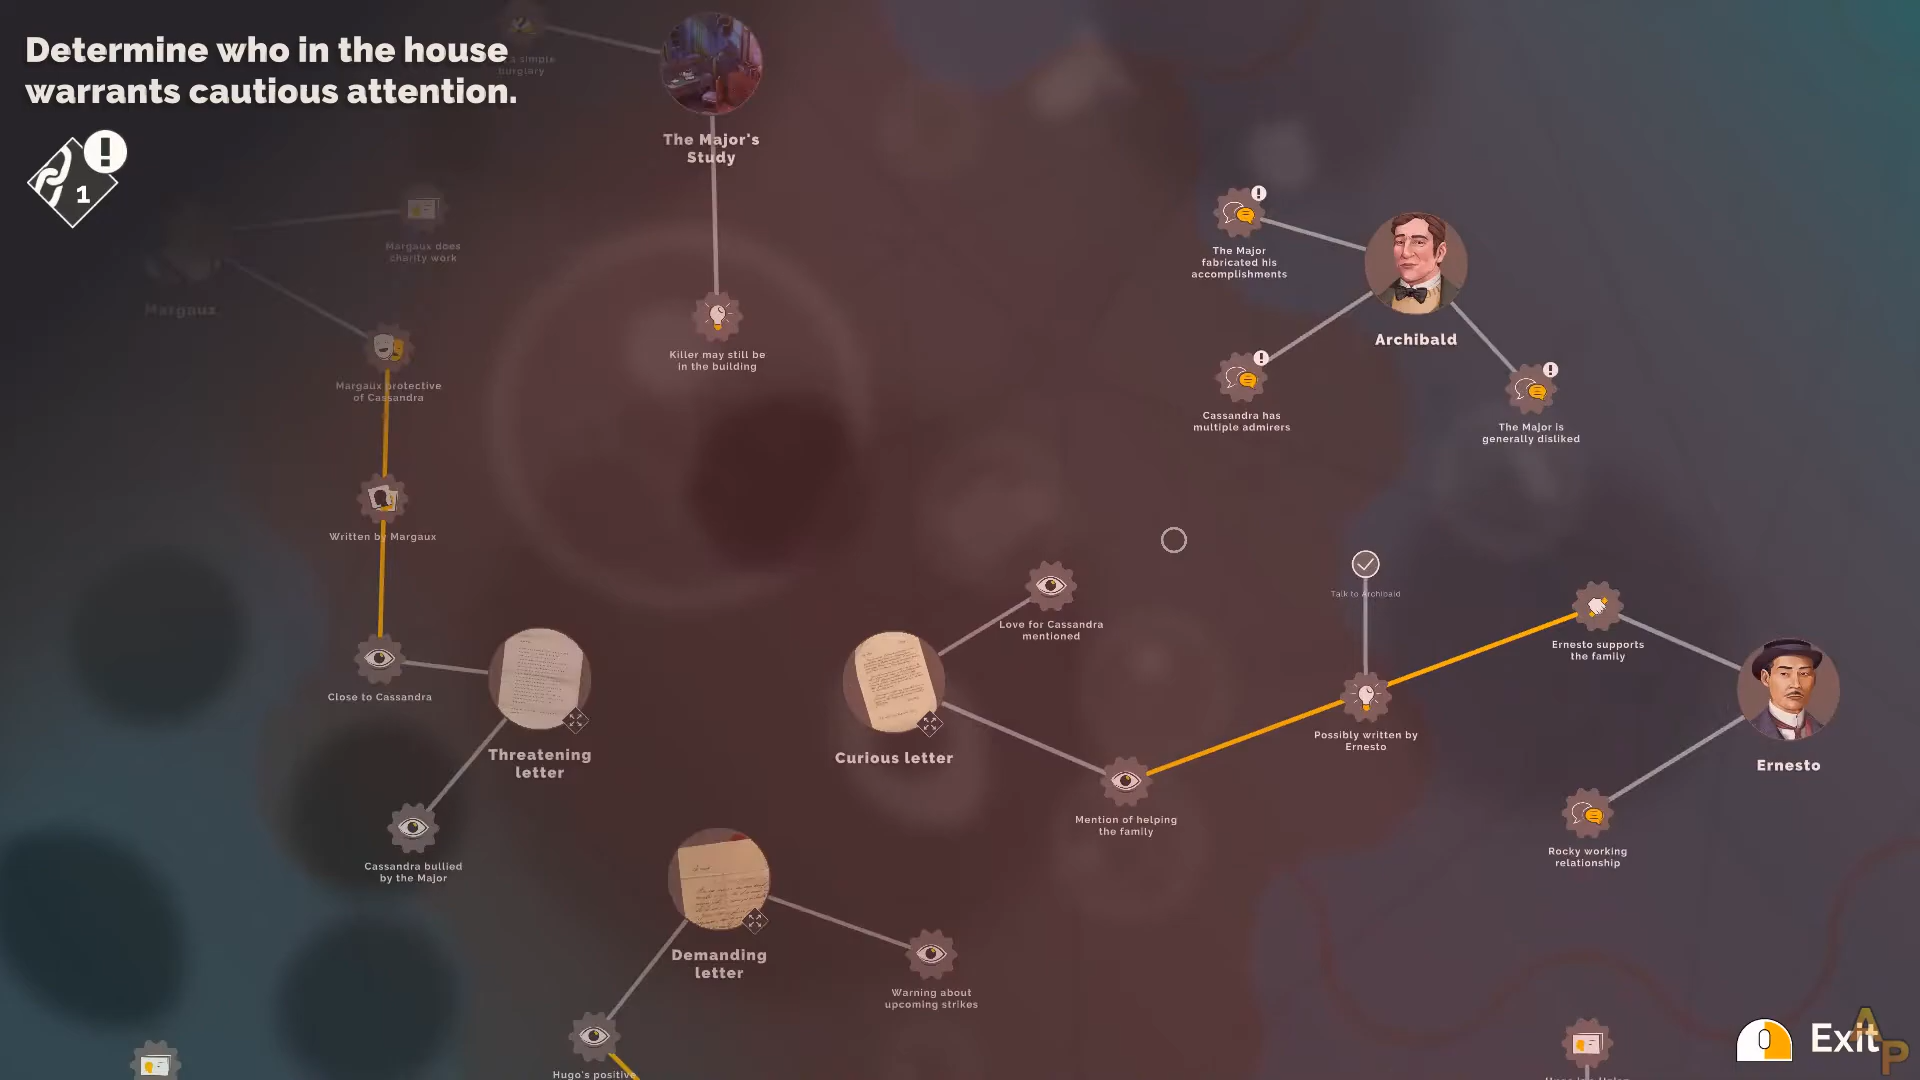 Determine who in the house
warrants cautious attention.
1
a simple
burglary
The Major's
Study
Margaux does
charity work
Margaux
The Major
fabricated his
accomplishments
Archibald
Killer may still be
in the building
Margaux protective
of Cassandra
Cassandra has
multiple admirers
The Major is
generally disliked
Written by Margaux
Talk to Archibald
Love for Cassandra
mentioned
Ernesto supports
the family
Close to Cassandra
Threatening
letter
Curious letter
Possibly written by
Ernesto
Ernesto
Mention of helping
the family
Rocky working
relationship
Cassandra bullied
by the Major
Demanding
letter
Warning about
upcoming strikes
Hugo's positive
Exit
AP